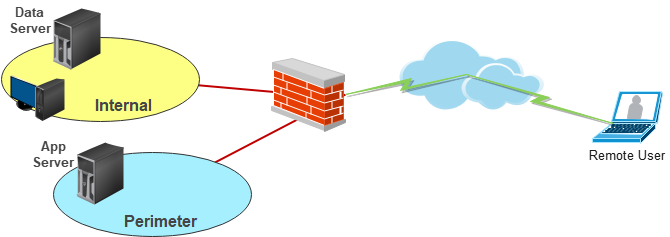 Data
Server
Internal
App
Server
Perimeter
Remote User